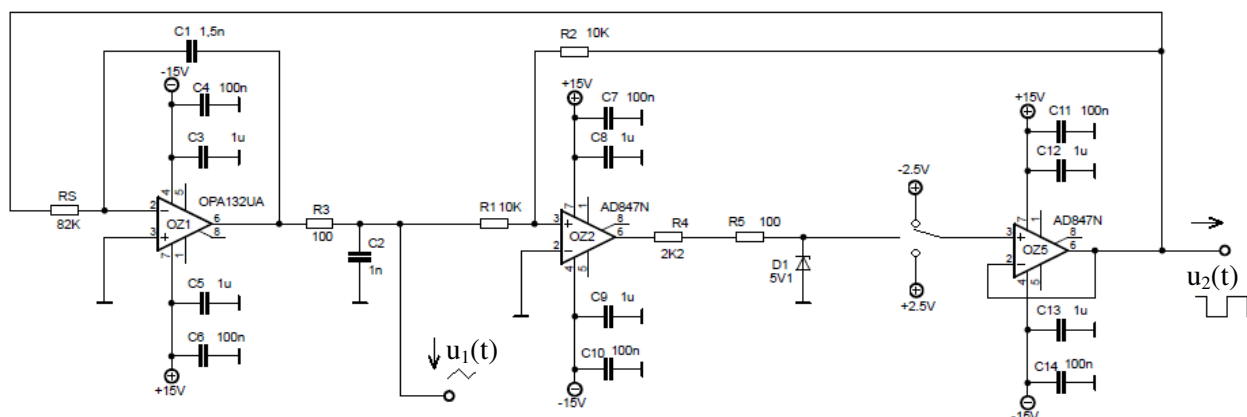 C1 1,5n
R2 10K
-15V
C4 100n
C3 1u
+15V
C7 100n
C8 1u
+15V
C11 100n
C12 1u
-2.5V
RS
82K
2
3
4
5
6
7
1
8
OPA132UA
OZ1
R3
100
C2
1n
R1 10K
3
2
7
1
8
6
4
5
AD847N
OZ2
R4
2K2
R5 100
D1
5V1
+2.5V
3
2
7
1
8
6
4
5
AD847N
OZ5
u2(t)
C5 1u
C6 100n
+15V
u1(t)
C9 1u
C10 100n
-15V
C13 1u
C14 100n
-15V